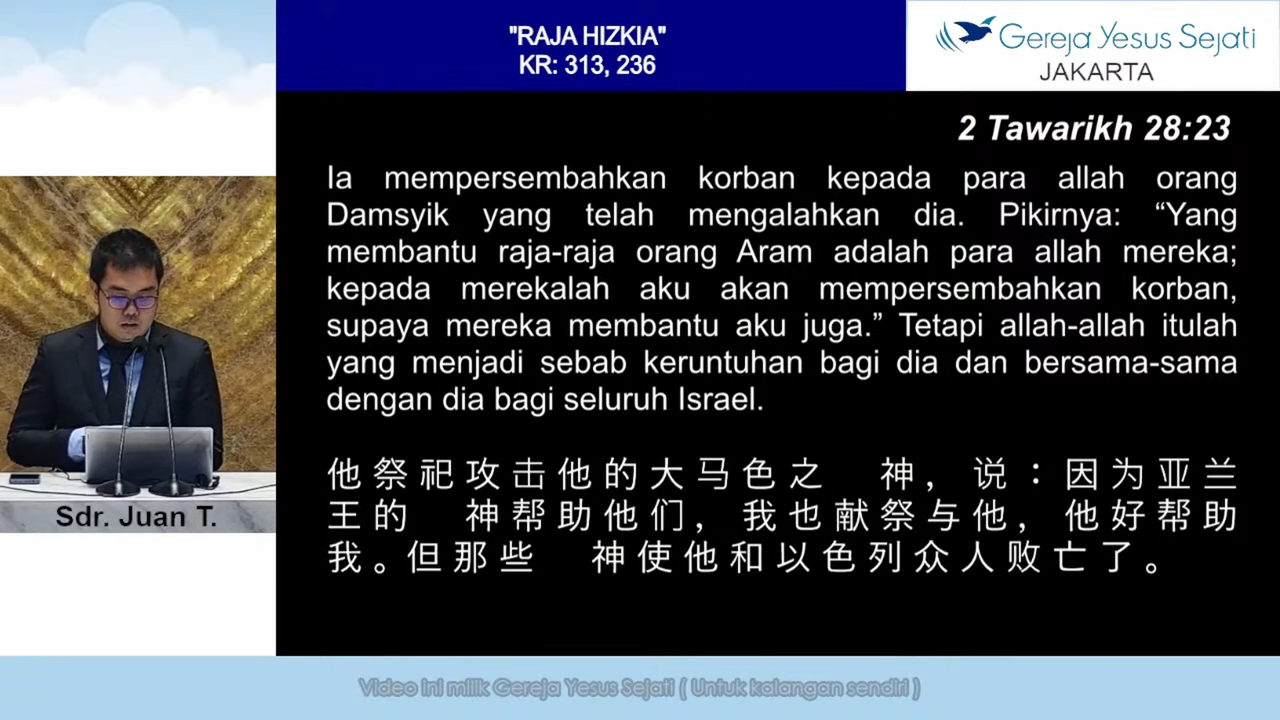 "RAJA HIZKIA"
KR: 313, 236
Gereja Yesus Sejati
JAKARTA
2 Tawarikh 28:23
Ia mempersembahkan korban kepada para allah orang
Damsyik yang telah mengalahkan dia. Pikirnya: “Yang
membantu raja-raja orang Aram adalah para allah mereka;
kepada merekalah aku akan mempersembahkan korban,
supaya mereka membantu aku juga.” Tetapi allah-allah itulah
yang menjadi sebab keruntuhan bagi dia dan bersama-sama
dengan dia bagi seluruh Israel.
他祭祀攻击他的大马色之 神，说：因为亚兰
王的 神帮助他们，我也献祭与他，他好帮助
我。但那些 神使他和以色列众人败亡了。
Sdr. Juan T.
Video ini milik Gereja Yesus Sejati ( Untuk kalangan sendiri )